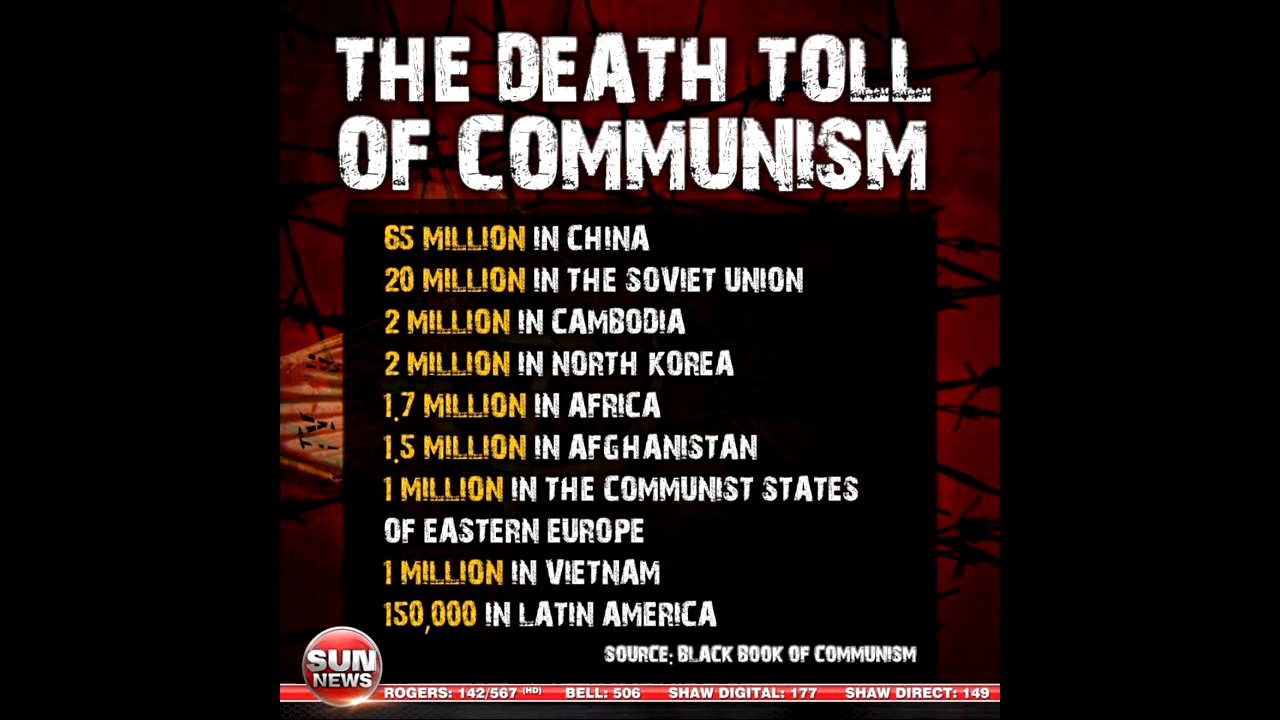 THE DEATH TOLL
OF COMMUNISM
65 MILLION IN CHINA
20 MILLION IN THE SOVIET UNION
2 MILLION IN CAMBODIA
2 MILLION IN NORTH KOREA
1.7 MILLION IN AFRICA
1.5 MILLION IN AFGHANISTAN
1 MILLION IN THE COMMUNIST STATES
OF EASTERN EUROPE
1 MILLION IN VIETNAM
150,000 IN LATIN AMERICA
SOURCE: BLACK BOOK OF COMMUNISM
SUN
NEWS
ROGERS: 142/567 (HD) BELL: 506 SHAW DIGITAL: 177 SHAW DIRECT: 149